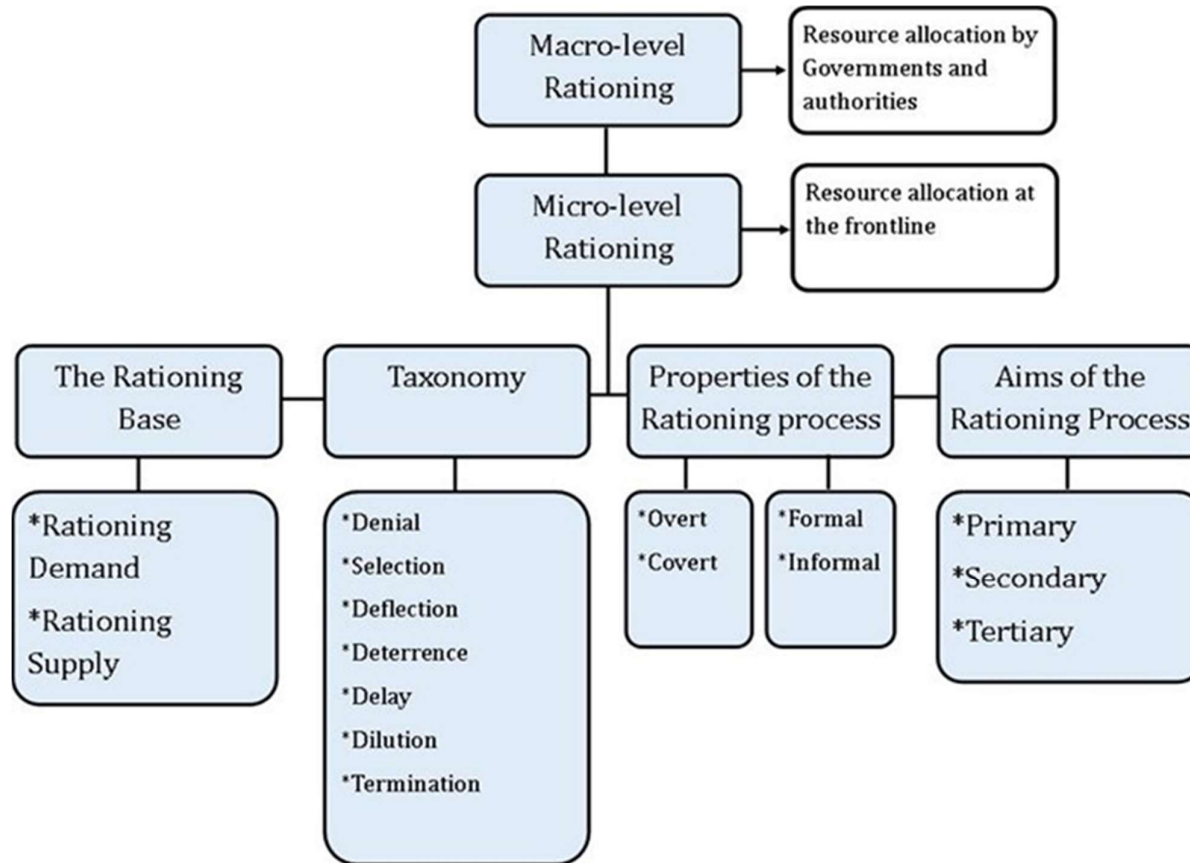 Macro-level
Rationing
Resource allocation by
Governments and
authorities
Micro-level
Rationing
Resource allocation at
the frontline
The Rationing
Base
Taxonomy
Properties of the
Rationing process
Aims of the
Rationing Process
*Rationing
Demand
*Rationing
Supply
*Denial
*Selection
*Deflection
*Deterrence
*Delay
*Dilution
*Termination
*Overt
*Covert
*Formal
*Informal
*Primary
*Secondary
*Tertiary